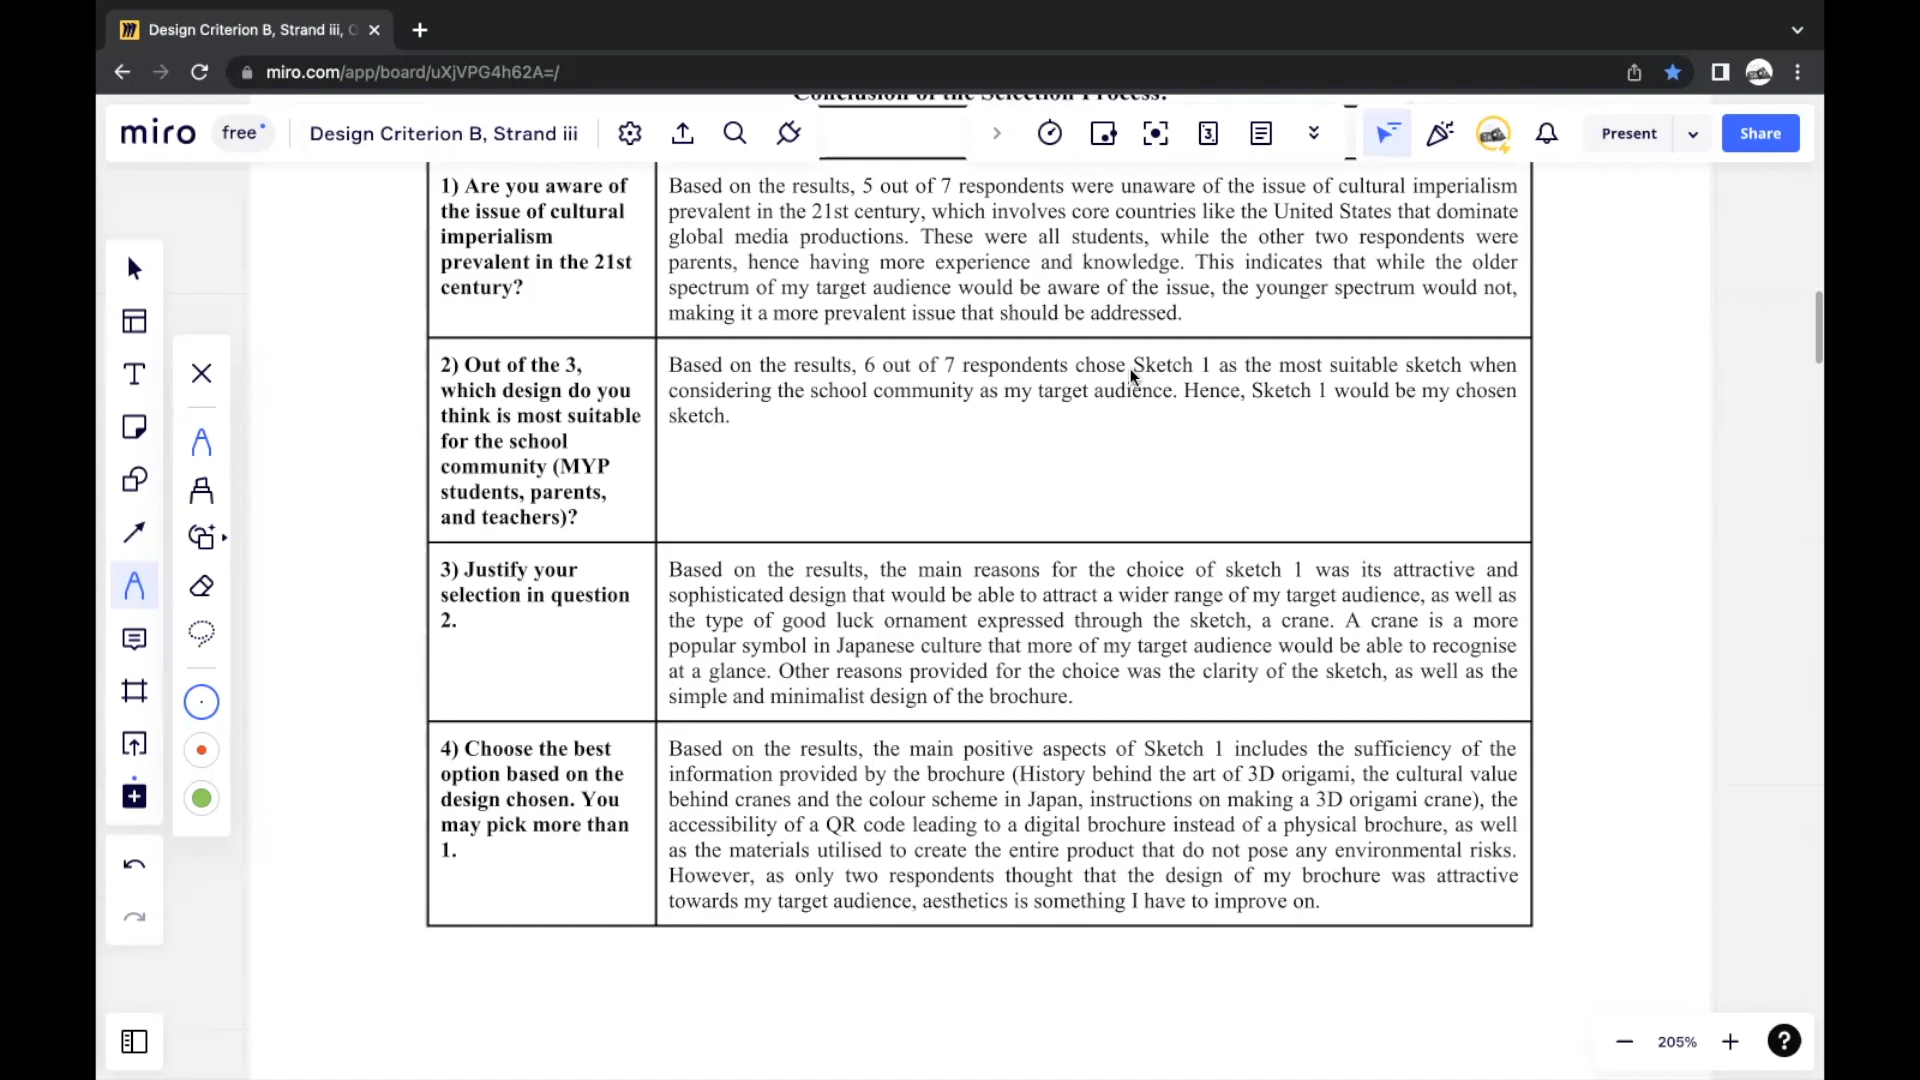 Design Criterion B, Strand iii, C
miro.com/app/board/uXjVPG4h62A=/
Conclusion of the Selection Process:
miro
free
Design Criterion B, Strand iii
3
Present
Share
1) Are you aware of
the issue of cultural
imperialism
prevalent in the 21st
century?
Based on the results, 5 out of 7 respondents were unaware of the issue of cultural imperialism
prevalent in the 21st century, which involves core countries like the United States that dominate
global media productions. These were all students, while the other two respondents were
parents, hence having more experience and knowledge. This indicates that while the older
spectrum of my target audience would be aware of the issue, the younger spectrum would not,
making it a more prevalent issue that should be addressed.
2) Out of the 3,
which design do you
think is most suitable
for the school
community (MYP
students, parents,
and teachers)?
Based on the results, 6 out of 7 respondents chose Sketch 1 as the most suitable sketch when
considering the school community as my target audience. Hence, Sketch 1 would be my chosen
sketch.
3) Justify your
selection in question
2.
Based on the results, the main reasons for the choice of sketch 1 was its attractive and
sophisticated design that would be able to attract a wider range of my target audience, as well as
the type of good luck ornament expressed through the sketch, a crane. A crane is a more
popular symbol in Japanese culture that more of my target audience would be able to recognise
at a glance. Other reasons provided for the choice was the clarity of the sketch, as well as the
simple and minimalist design of the brochure.
4) Choose the best
option based on the
design chosen. You
may pick more than
1.
Based on the results, the main positive aspects of Sketch 1 includes the sufficiency of the
information provided by the brochure (History behind the art of 3D origami, the cultural value
behind cranes and the colour scheme in Japan, instructions on making a 3D origami crane), the
accessibility of a QR code leading to a digital brochure instead of a physical brochure, as well
as the materials utilised to create the entire product that do not pose any environmental risks.
However, as only two respondents thought that the design of my brochure was attractive
towards my target audience, aesthetics is something I have to improve on.
205%